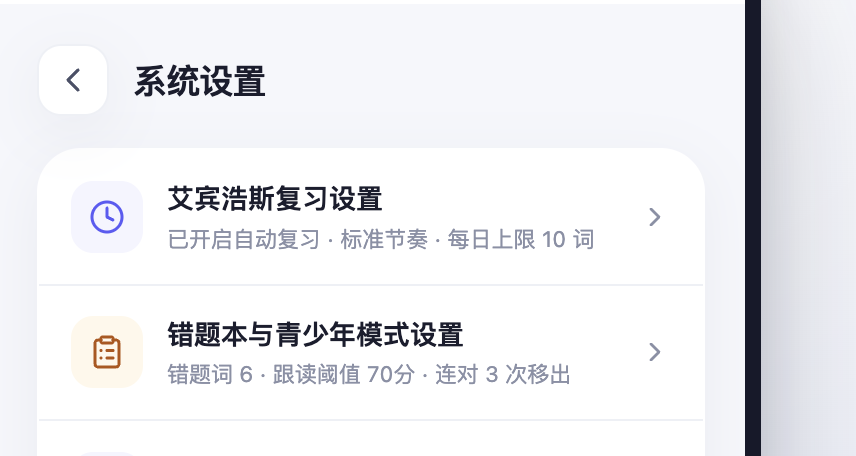 系统设置
艾宾浩斯复习设置
已开启自动复习 · 标准节奏 · 每日上限 10 词
错题本与青少年模式设置
错题词 6 · 跟读阈值 70分 · 连对 3 次移出